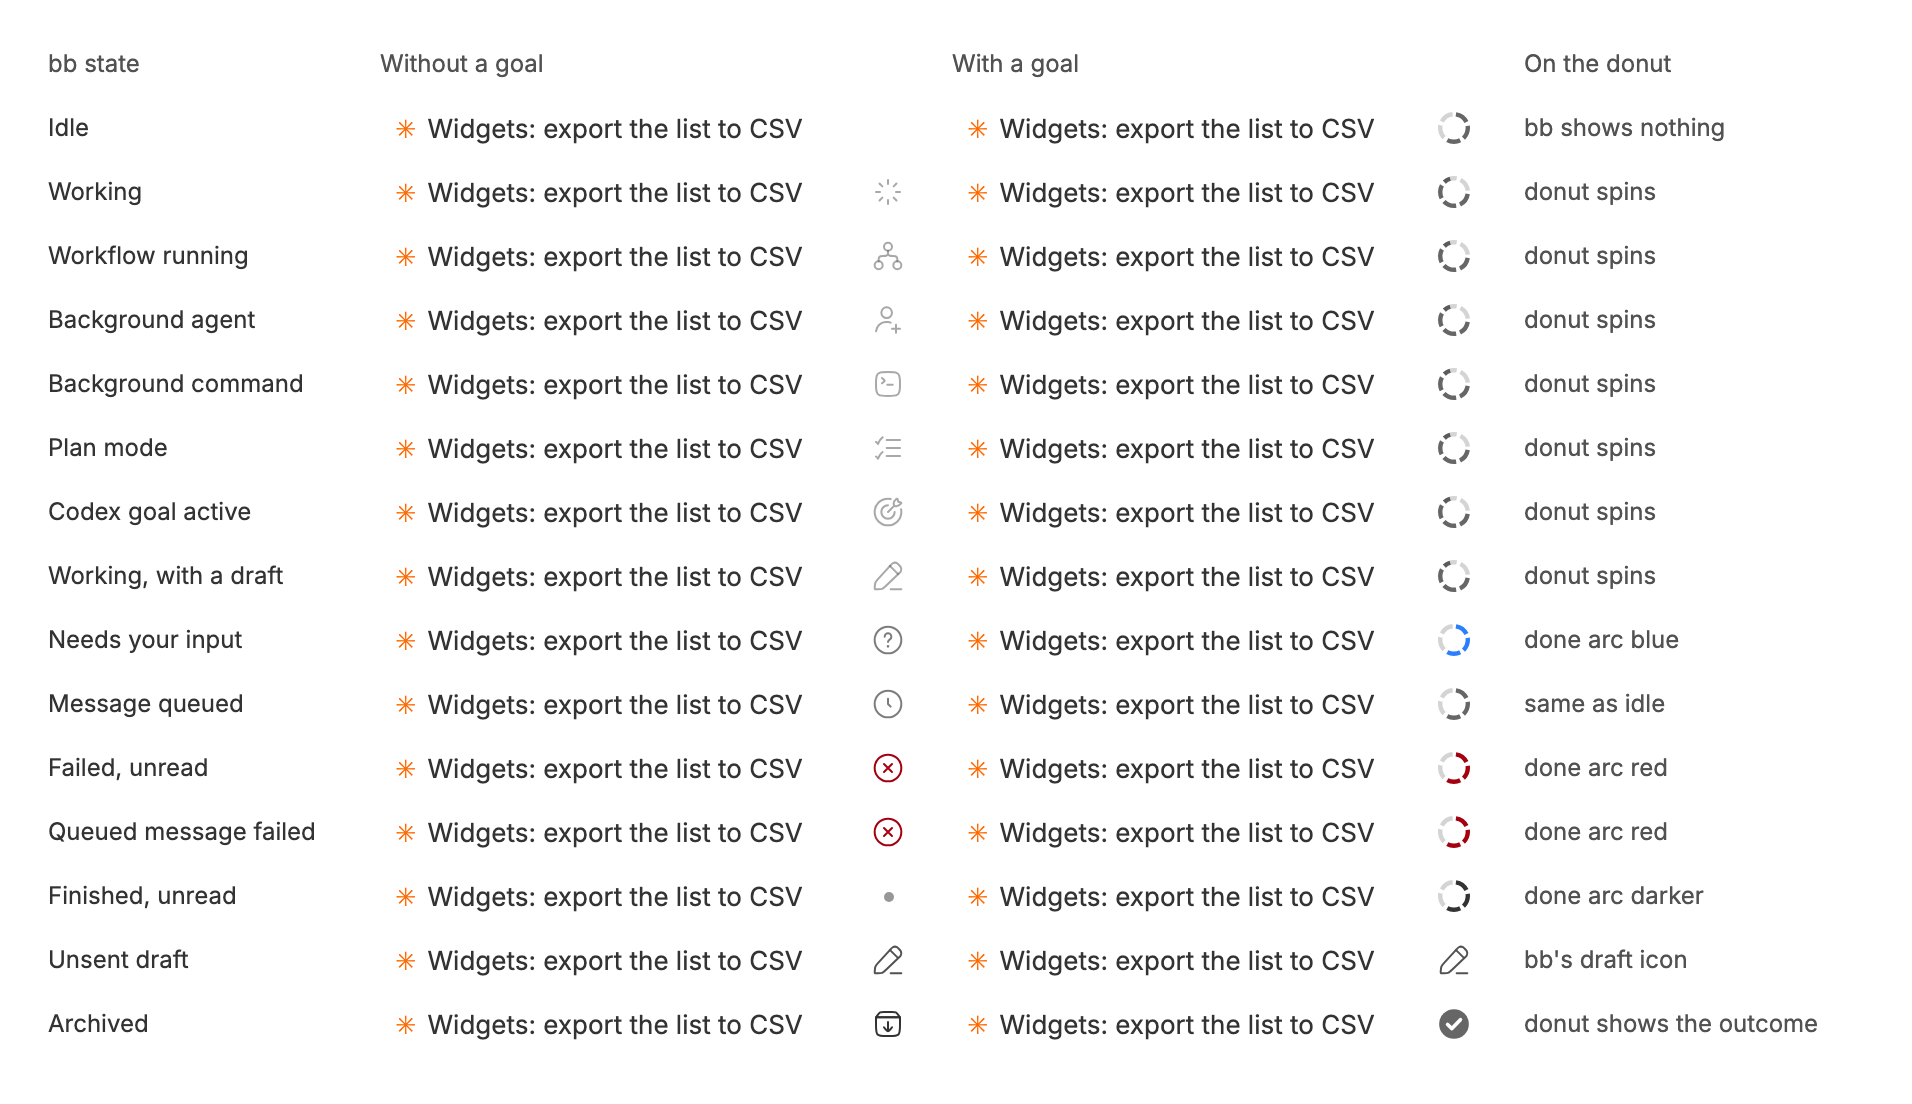 bb state Without a goal With a goal On the donut
Idle Widgets: export the list to CSV Widgets: export the list to CSV bb shows nothing
Working Widgets: export the list to CSV Widgets: export the list to CSV donut spins
Workflow running Widgets: export the list to CSV Widgets: export the list to CSV donut spins
Background agent Widgets: export the list to CSV Widgets: export the list to CSV donut spins
Background command Widgets: export the list to CSV Widgets: export the list to CSV donut spins
Plan mode Widgets: export the list to CSV Widgets: export the list to CSV donut spins
Codex goal active Widgets: export the list to CSV Widgets: export the list to CSV donut spins
Working, with a draft Widgets: export the list to CSV Widgets: export the list to CSV donut spins
Needs your input Widgets: export the list to CSV Widgets: export the list to CSV done arc blue
Message queued Widgets: export the list to CSV Widgets: export the list to CSV same as idle
Failed, unread Widgets: export the list to CSV Widgets: export the list to CSV done arc red
Queued message failed Widgets: export the list to CSV Widgets: export the list to CSV done arc red
Finished, unread Widgets: export the list to CSV Widgets: export the list to CSV done arc darker
Unsent draft Widgets: export the list to CSV Widgets: export the list to CSV bb's draft icon
Archived Widgets: export the list to CSV Widgets: export the list to CSV donut shows the outcome